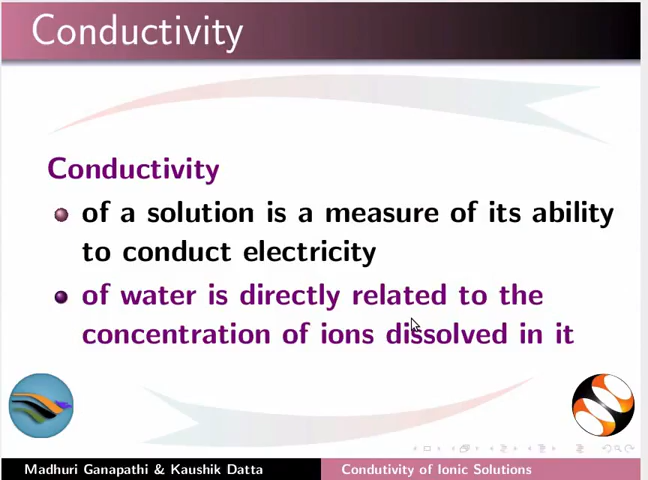 Conductivity
Conductivity
of a solution is a measure of its ability
to conduct electricity
of water is directly related to the
concentration of ions dissolved in it
Madhuri Ganapathi & Kaushik Datta
Condutivity of Ionic Solutions